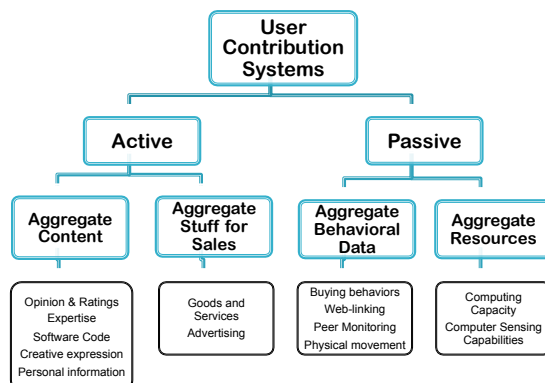 User
Contribution
Systems
Active
Passive
Aggregate
Content
Aggregate
Stuff for
Sales
Aggregate
Behavioral
Data
Aggregate
Resources
Opinion & Ratings
Expertise
Software Code
Creative expression
Personal information
Goods and
Services
Advertising
Buying behaviors
Web-linking
Peer Monitoring
Physical movement
Computing
Capacity
Computer Sensing
Capabilities